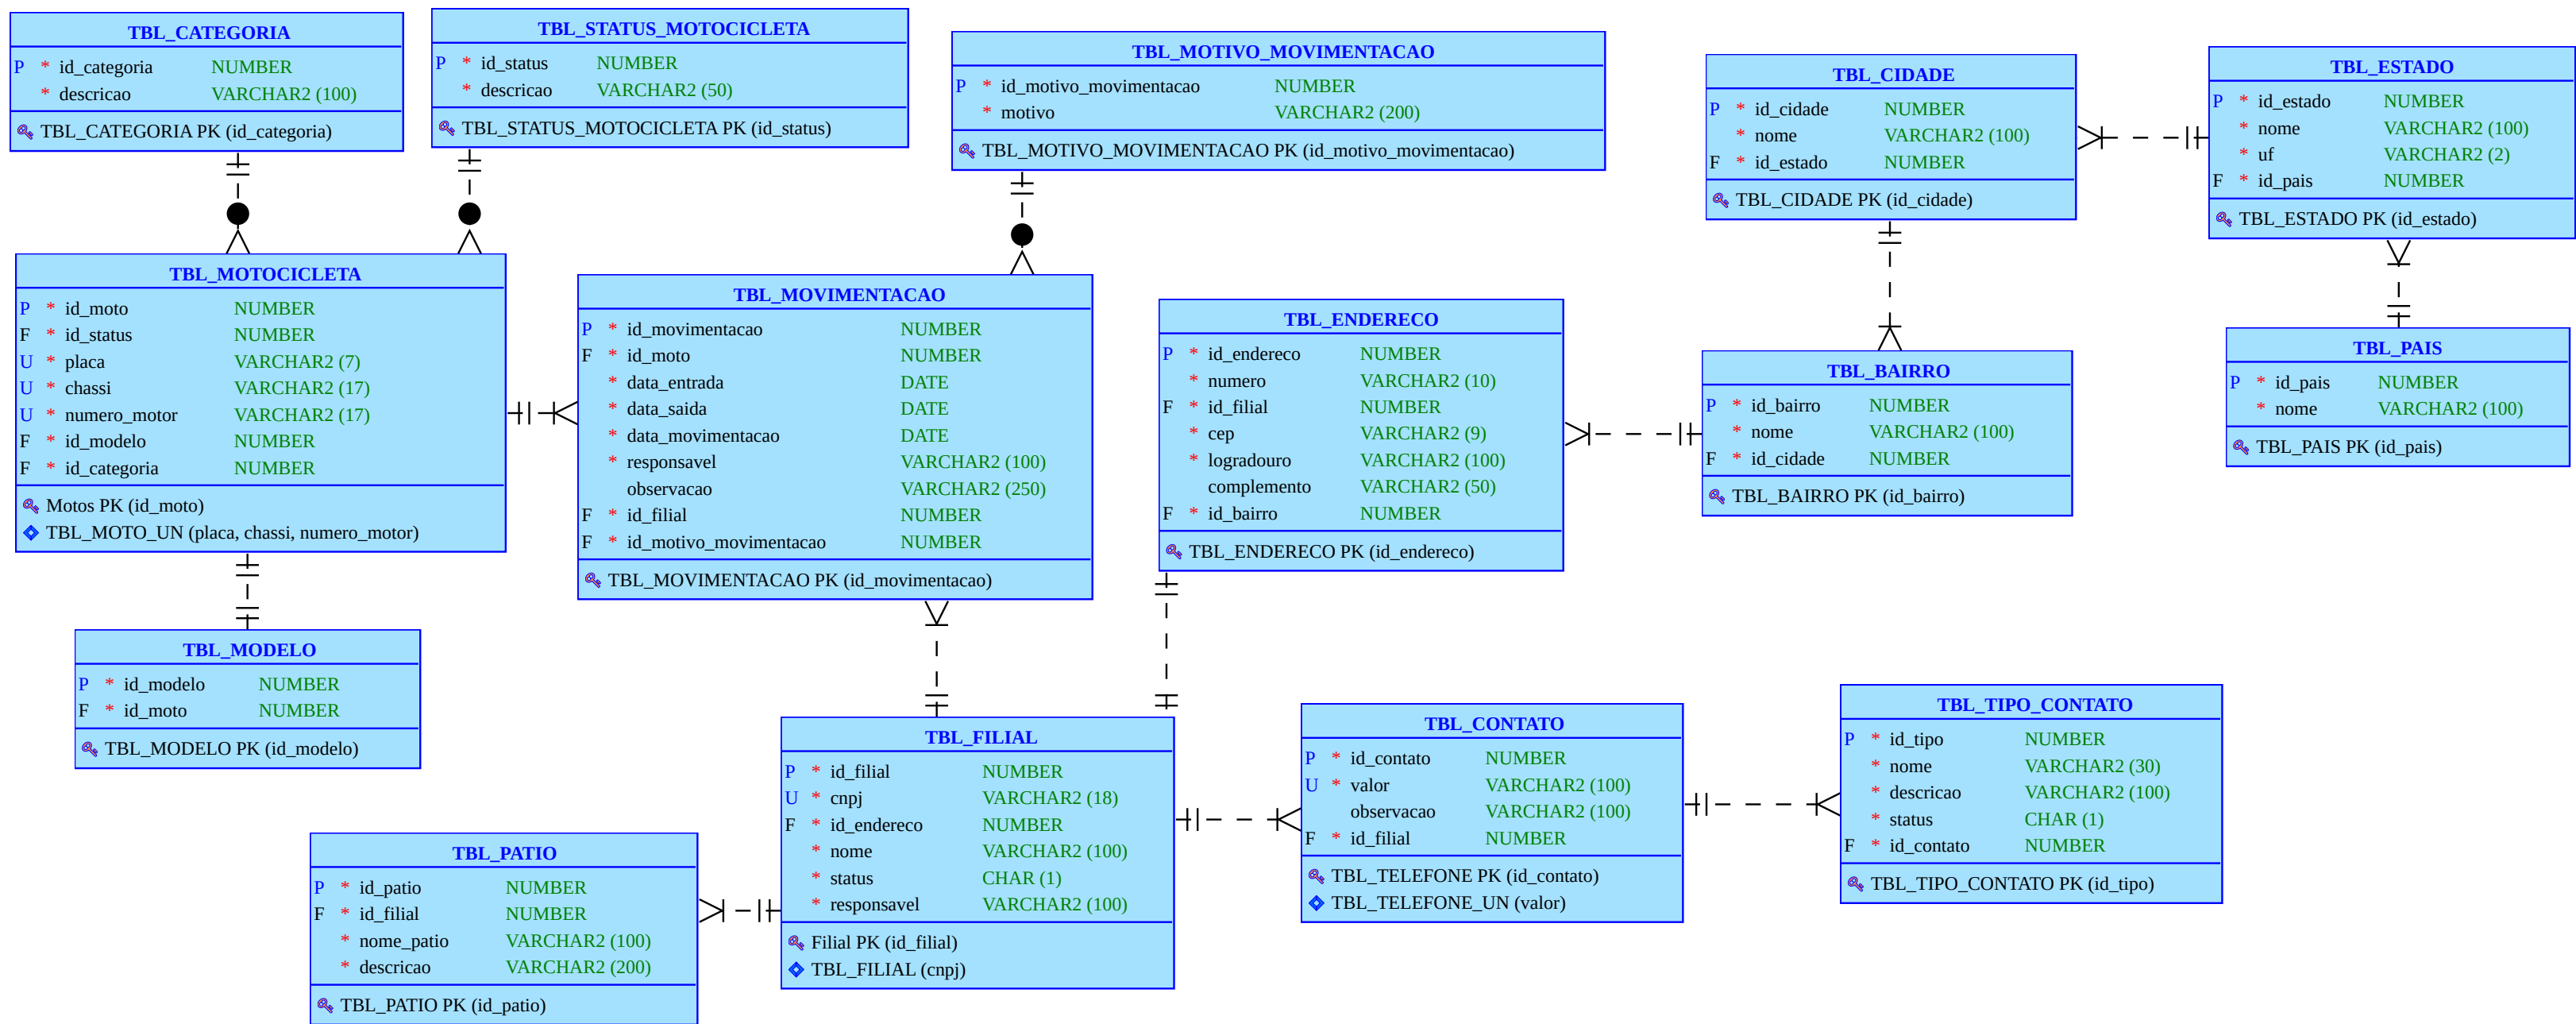 TBL_CATEGORIA
P * id_categoria NUMBER
* descricao VARCHAR2 (100)
TBL_CATEGORIA PK (id_categoria)
TBL_STATUS_MOTOCICLETA
P * id_status NUMBER
* descricao VARCHAR2 (50)
TBL_STATUS_MOTOCICLETA PK (id_status)
TBL_MOTIVO_MOVIMENTACAO
P * id_motivo_movimentacao NUMBER
* motivo VARCHAR2 (200)
TBL_MOTIVO_MOVIMENTACAO PK (id_motivo_movimentacao)
TBL_CIDADE
P * id_cidade NUMBER
* nome VARCHAR2 (100)
F * id_estado NUMBER
TBL_CIDADE PK (id_cidade)
TBL_ESTADO
P * id_estado NUMBER
* nome VARCHAR2 (100)
* uf VARCHAR2 (2)
F * id_pais NUMBER
TBL_ESTADO PK (id_estado)
TBL_MOTOCICLETA
P * id_moto NUMBER
F * id_status NUMBER
U * placa VARCHAR2 (7)
U * chassi VARCHAR2 (17)
U * numero_motor VARCHAR2 (17)
F * id_modelo NUMBER
F * id_categoria NUMBER
Motos PK (id_moto)
TBL_MOTO_UN (placa, chassi, numero_motor)
TBL_MOVIMENTACAO
P * id_movimentacao NUMBER
F * id_moto NUMBER
* data_entrada DATE
* data_saida DATE
* data_movimentacao DATE
* responsavel VARCHAR2 (100)
observacao VARCHAR2 (250)
F * id_filial NUMBER
F * id_motivo_movimentacao NUMBER
TBL_MOVIMENTACAO PK (id_movimentacao)
TBL_ENDERECO
P * id_endereco NUMBER
* numero VARCHAR2 (10)
F * id_filial NUMBER
* cep VARCHAR2 (9)
* logradouro VARCHAR2 (100)
complemento VARCHAR2 (50)
F * id_bairro NUMBER
TBL_ENDERECO PK (id_endereco)
TBL_BAIRRO
P * id_bairro NUMBER
* nome VARCHAR2 (100)
F * id_cidade NUMBER
TBL_BAIRRO PK (id_bairro)
TBL_PAIS
P * id_pais NUMBER
* nome VARCHAR2 (100)
TBL_PAIS PK (id_pais)
TBL_MODELO
P * id_modelo NUMBER
F * id_moto NUMBER
TBL_MODELO PK (id_modelo)
TBL_FILIAL
P * id_filial NUMBER
U * cnpj VARCHAR2 (18)
F * id_endereco NUMBER
* nome VARCHAR2 (100)
* status CHAR (1)
* responsavel VARCHAR2 (100)
Filial PK (id_filial)
TBL_FILIAL (cnpj)
TBL_CONTATO
P * id_contato NUMBER
U * valor VARCHAR2 (100)
observacao VARCHAR2 (100)
F * id_filial NUMBER
TBL_TELEFONE PK (id_contato)
TBL_TELEFONE_UN (valor)
TBL_TIPO_CONTATO
P * id_tipo NUMBER
* nome VARCHAR2 (30)
* descricao VARCHAR2 (100)
* status CHAR (1)
F * id_contato NUMBER
TBL_TIPO_CONTATO PK (id_tipo)
TBL_PATIO
P * id_patio NUMBER
F * id_filial NUMBER
* nome_patio VARCHAR2 (100)
* descricao VARCHAR2 (200)
TBL_PATIO PK (id_patio)